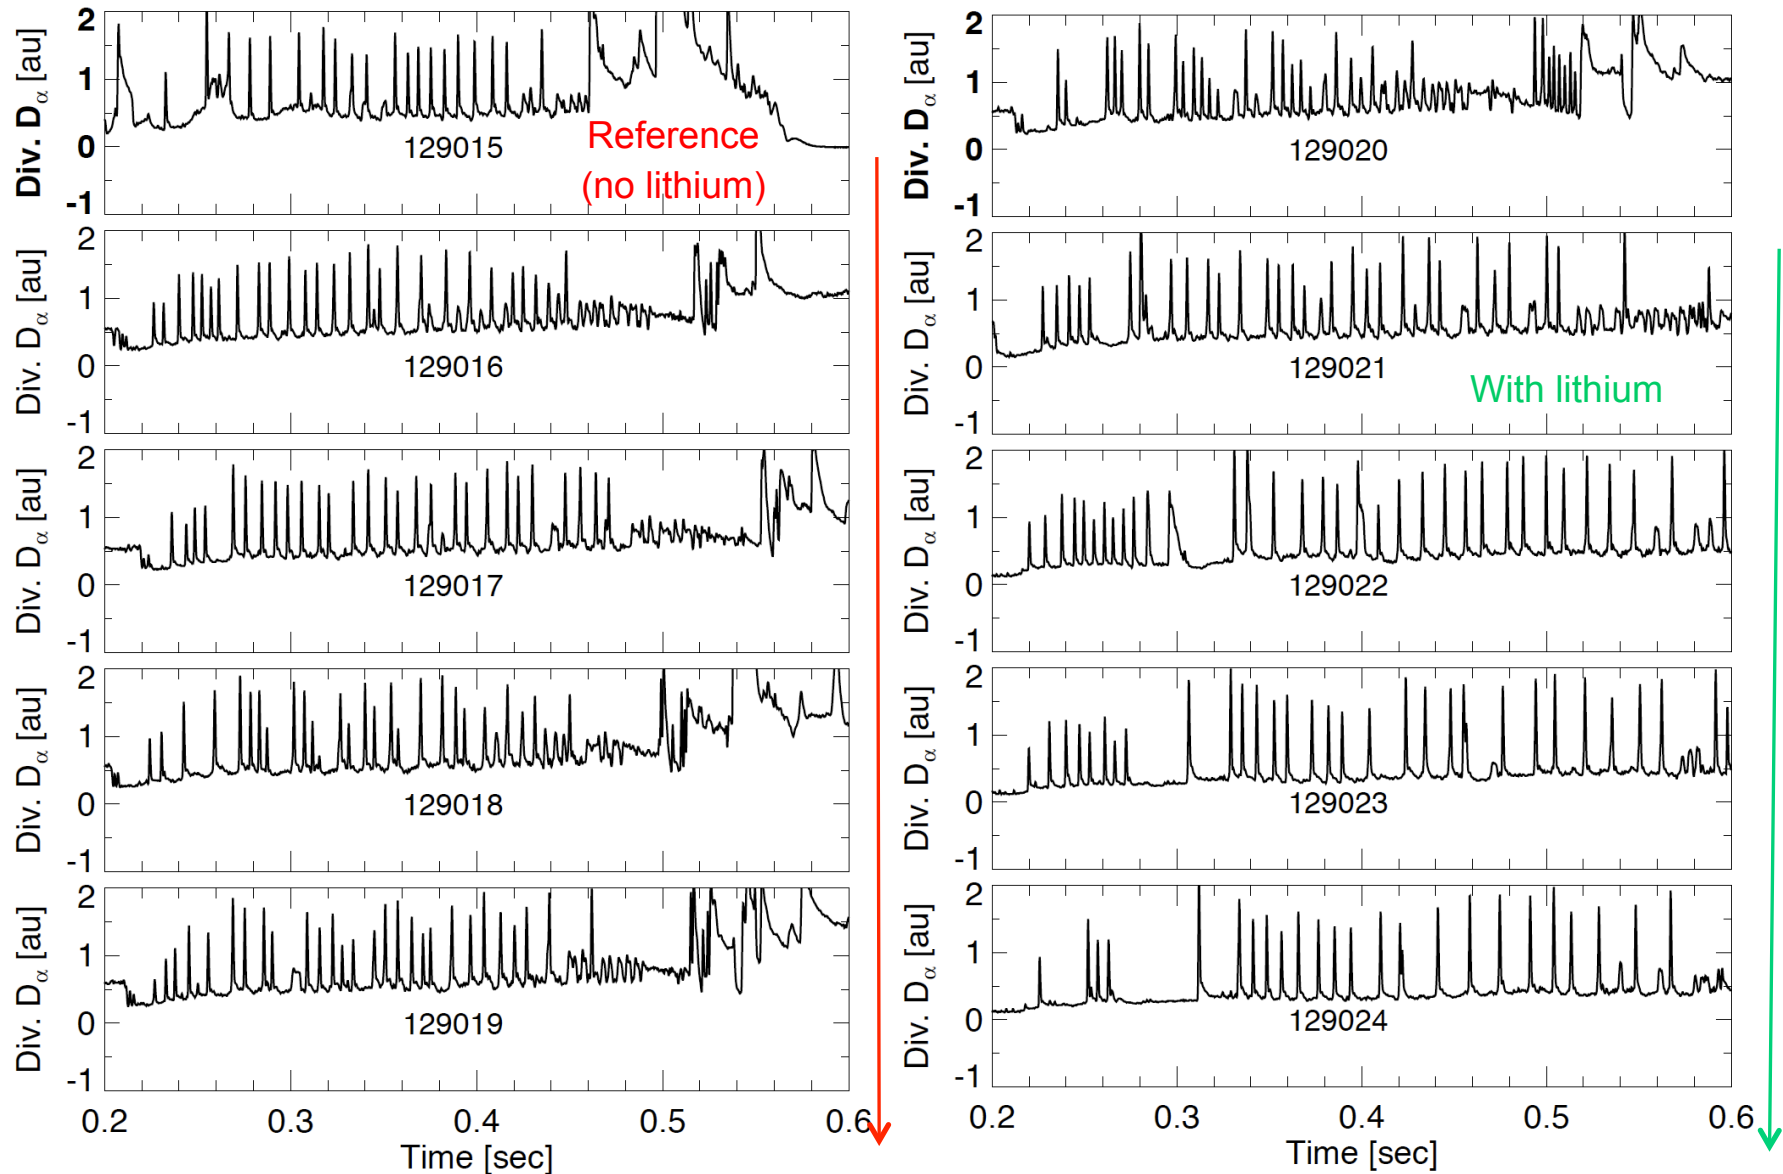 Div. Dα [au]
2
1
0
-1
129015
Reference
(no lithium)
Div. Dα [au]
2
1
0
-1
129016
Div. Dα [au]
2
1
0
-1
129017
Div. Dα [au]
2
1
0
-1
129018
Div. Dα [au]
2
1
0
-1
129019
0.2 0.3 0.4 0.5 0.6
Time [sec]
Div. Dα [au]
2
1
0
-1
129020
Div. Dα [au]
2
1
0
-1
129021
With lithium
Div. Dα [au]
2
1
0
-1
129022
Div. Dα [au]
2
1
0
-1
129023
Div. Dα [au]
2
1
0
-1
129024
0.2 0.3 0.4 0.5 0.6
Time [sec]